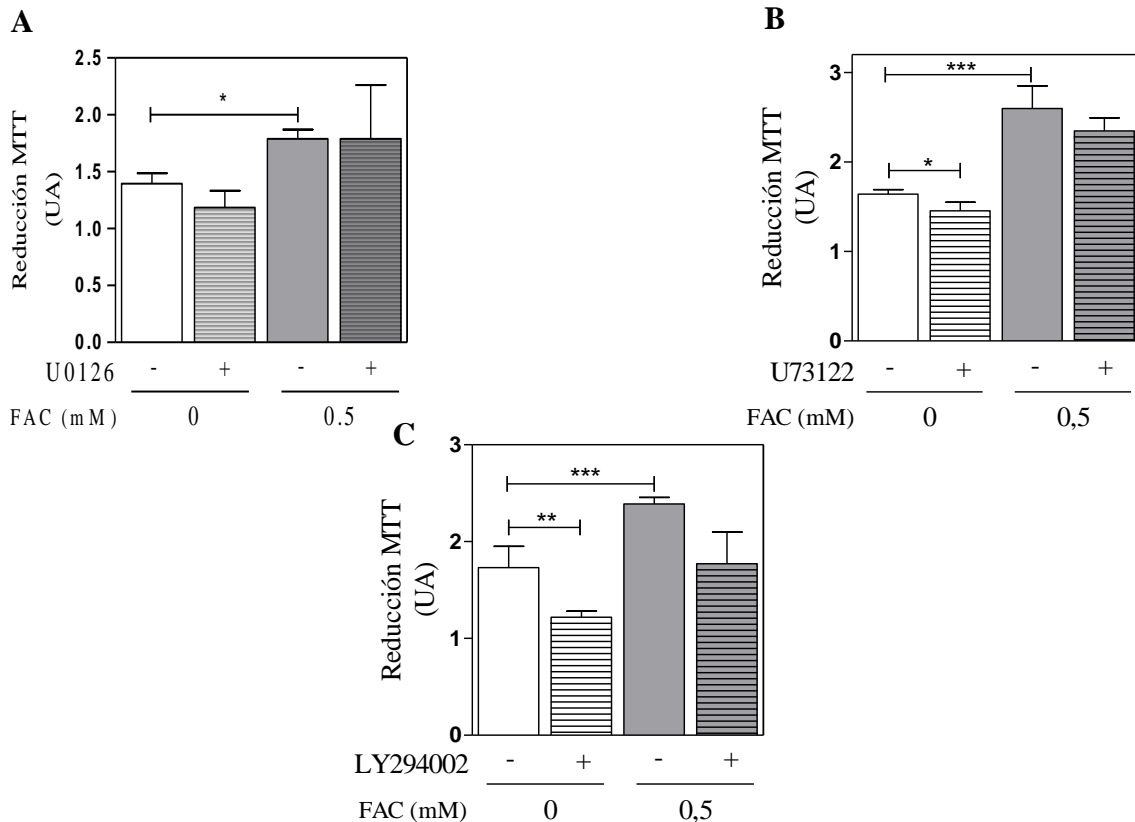 A
Reducción MTT
(UA)
2.5
2.0
1.5
1.0
0.5
0.0
*
U0126 - + - +
FAC (mM) 0 0.5
B
Reducción MTT
(UA)
3
2
1
0
***
*
U73122 - + - +
FAC (mM) 0 0,5
C
Reducción MTT
(UA)
3
2
1
0
***
**
LY294002 - + - +
FAC (mM) 0 0,5